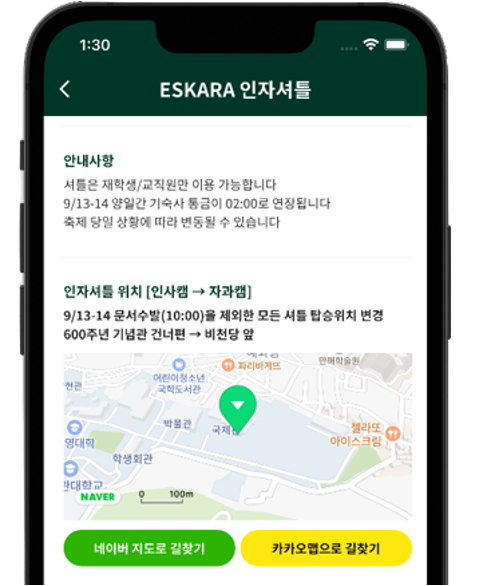 1:30
ESKARA 인자셔틀
안내사항
셔틀은 재학생/교직원만 이용 가능합니다
9/13-14 양일간 기숙사 통금이 02:00로 연장됩니다
축제 당일 상황에 따라 변동될 수 있습니다
인자셔틀 위치 [인사캠 → 자과캠]
9/13-14 문서수발(10:00)을 제외한 모든 셔틀 탑승위치 변경
600주년 기념관 건너편 → 비천당 앞
만해학술원
파리바게뜨
어린이청소년
국학도서관
현관
박물관
국제관
젤라또
아이스크림
영대학
학생회관
관대학교
NAVER
0 100m
네이버 지도로 길찾기
카카오맵으로 길찾기